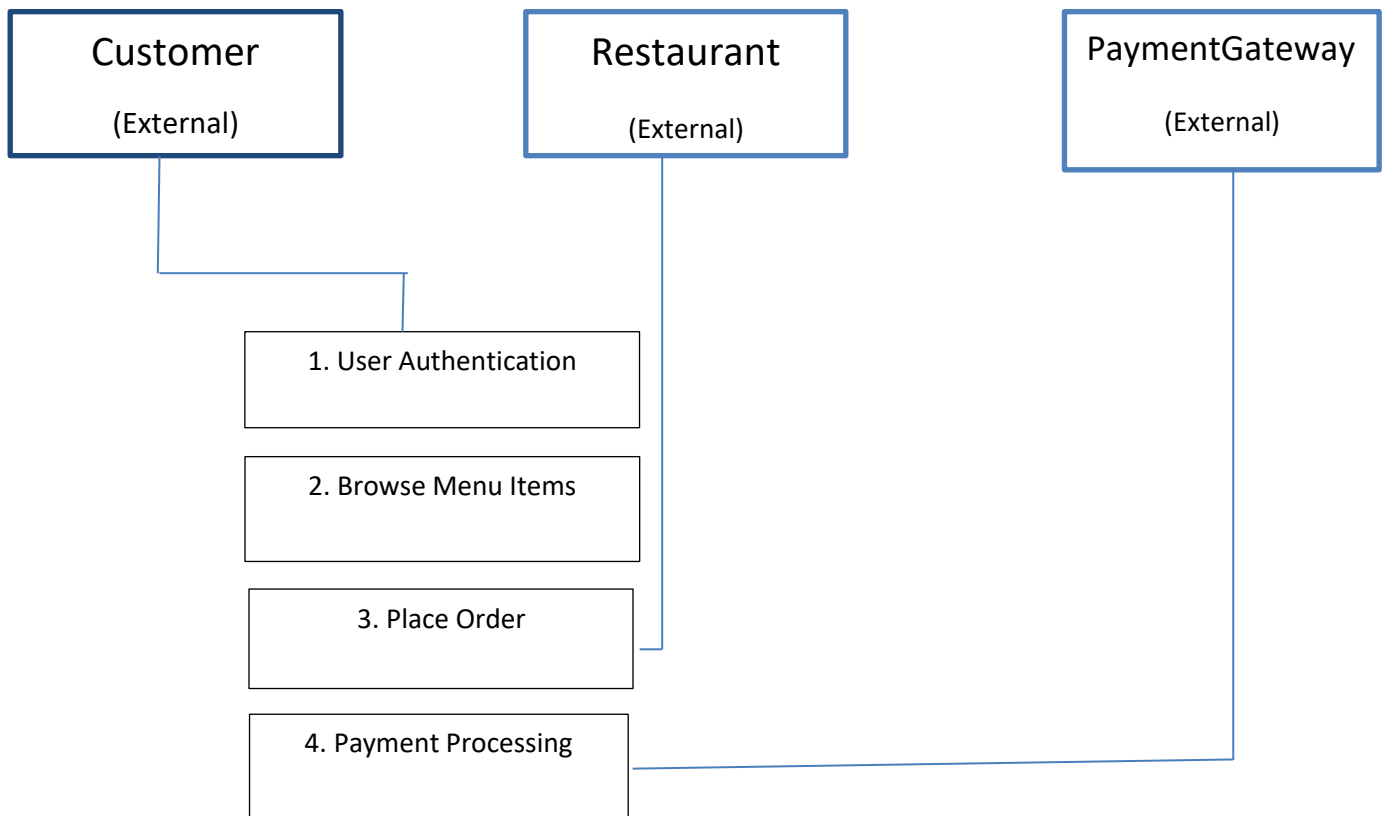 Customer
(External)
Restaurant
(External)
PaymentGateway
(External)
1. User Authentication
2. Browse Menu Items
3. Place Order
4. Payment Processing